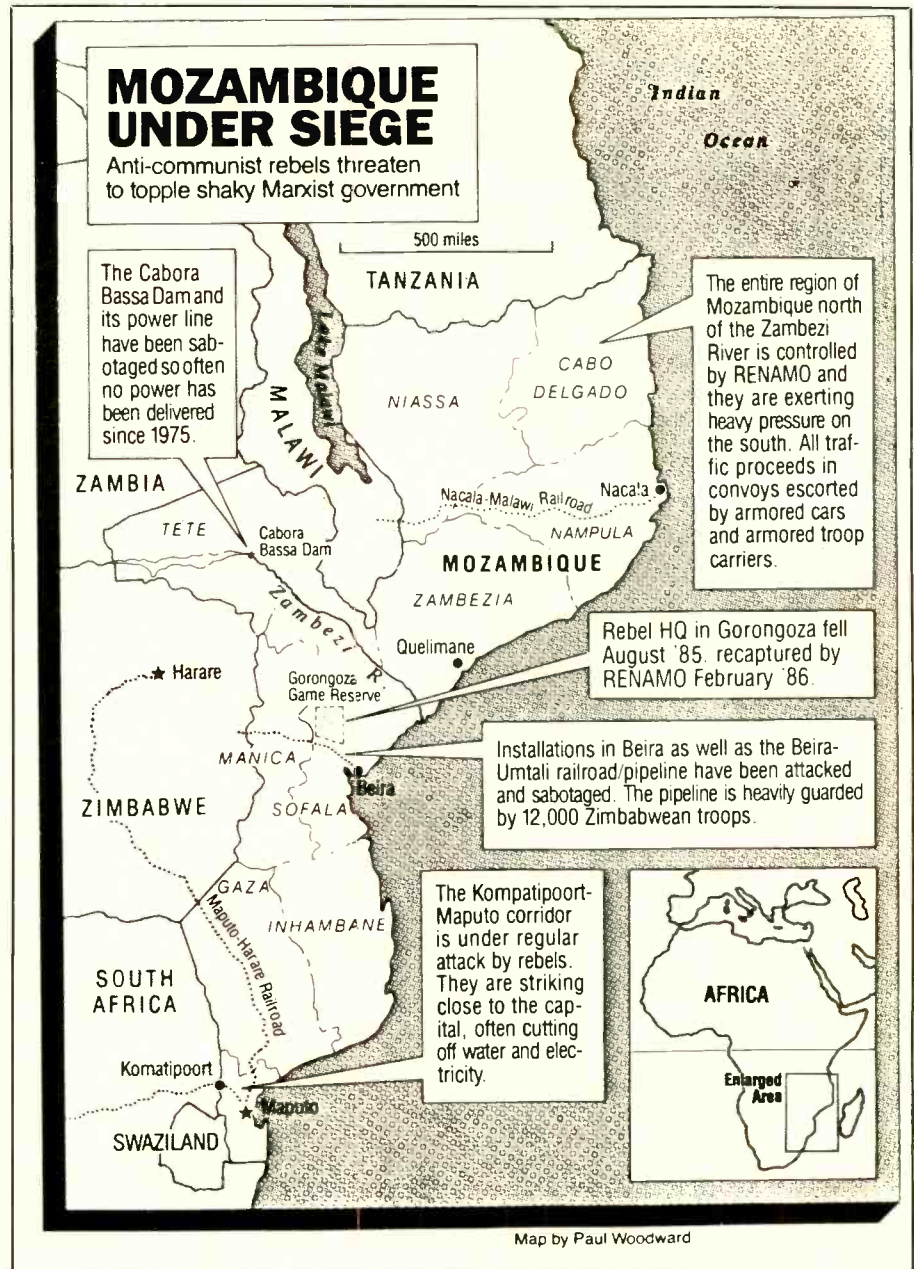 MOZAMBIQUE
UNDER SIEGE
Anti-communist rebels threaten
to topple shaky Marxist government
Indian
Ocean
500 miles
TANZANIA
The Cabora
Bassa Dam and
its power line
have been sab-
otaged so often
no power has
been delivered
since 1975.
The entire region of
Mozambique north
of the Zambezi
River is controlled
by RENAMO and
they are exerting
heavy pressure on
the south. All traf-
fic proceeds in
convoys escorted
by armored cars
and armored troop
carriers.
Lake Malawi
MALAWI
NIASSA
CABO
DELGADO
ZAMBIA
Nacala-Malawi Railroad
Nacala
TETE
Cabora
Bassa Dam
NAMPULA
MOZAMBIQUE
ZAMBEZIA
Zambezi R
Quelimane
Rebel HQ in Gorongoza fell
August '85. recaptured by
RENAMO February '86.
Harare
Gorongoza
Game Reserve
MANICA
Installations in Beira as well as the Beira-
Umtali railroad/pipeline have been attacked
and sabotaged. The pipeline is heavily guarded
by 12,000 Zimbabwean troops.
Beira
ZIMBABWE
SOFALA
GAZA
INHAMBANE
Maputo-Harare Railroad
The Kompatipoort-
Maputo corridor
is under regular
attack by rebels.
They are striking
close to the cap-
ital, often cutting
off water and elec-
tricity.
SOUTH
AFRICA
AFRICA
Enlarged
Area
Komatipoort
Maputo
SWAZILAND
Map by Paul Woodward